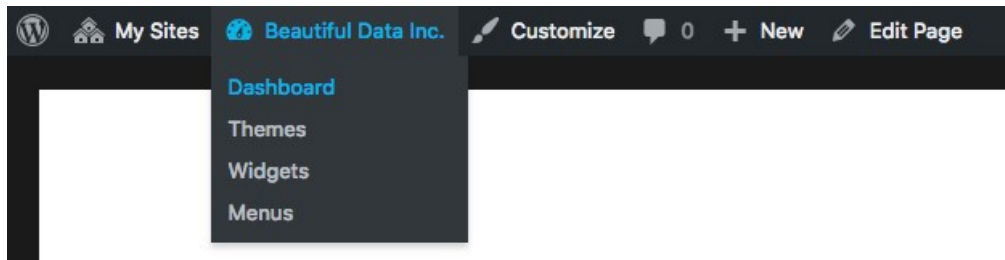 My Sites Beautiful Data Inc. Customize 0 New Edit Page
Dashboard
Themes
Widgets
Menus